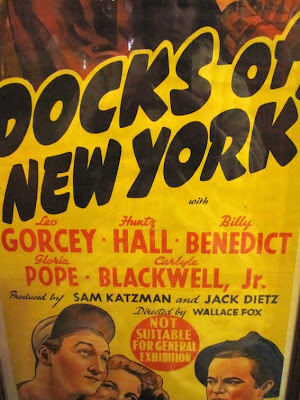 DOCKS of
NEW YORK
with
Leo Huntz Billy
GORCEY · HALL · BENEDICT
Gloria Carlyle
POPE · BLACKWELL, Jr.
Produced by SAM KATZMAN and JACK DIETZ
Directed by WALLACE FOX
NOT
SUITABLE
FOR GENERAL
EXHIBITION